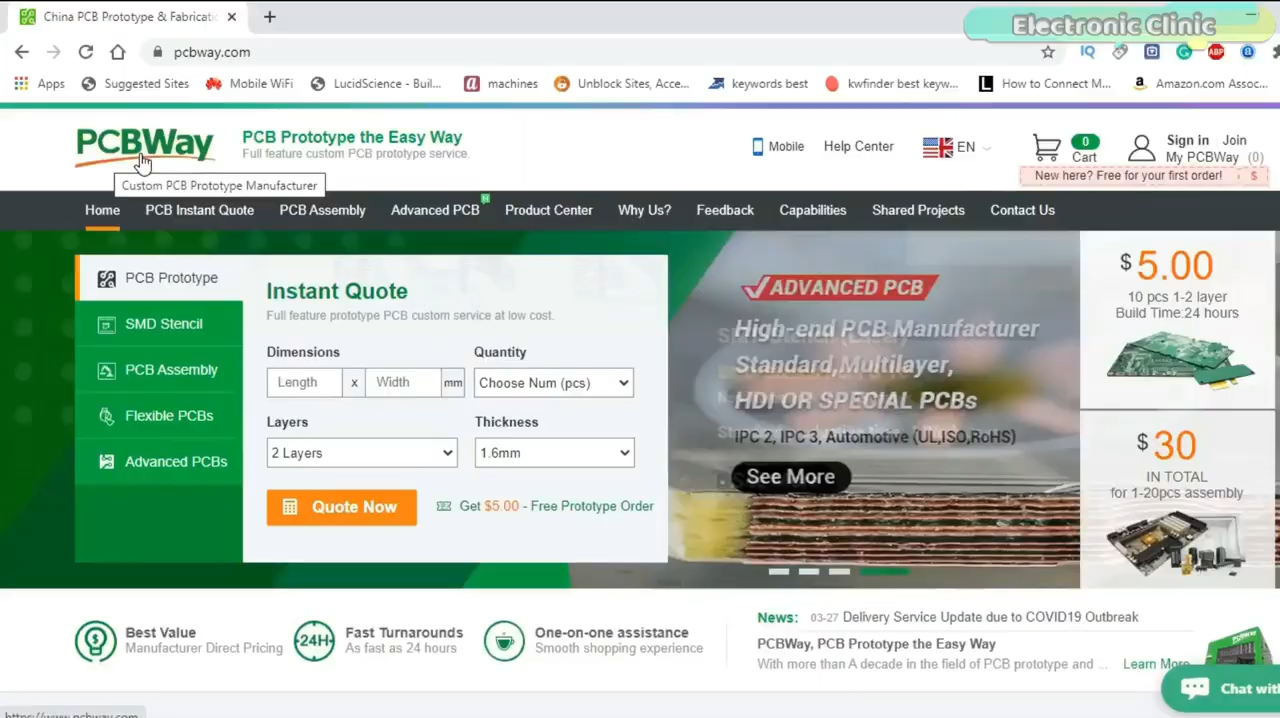 China PCB Prototype & Fabricati
Electronic Clinic
pcbway.com
Apps
Suggested Sites
Mobile WiFi
LucidScience - Buil...
machines
Unblock Sites, Acce...
keywords best
kwfinder best keyw...
How to Connect M...
Amazon.com Assoc...
PCBWay
PCB Prototype the Easy Way
Full feature custom PCB prototype service.
Custom PCB Prototype Manufacturer
Mobile
Help Center
EN
0
Cart
Sign in Join
My PCBWay (0)
New here? Free for your first order! $
Home
PCB Instant Quote
PCB Assembly
Advanced PCB
Product Center
Why Us?
Feedback
Capabilities
Shared Projects
Contact Us
PCB Prototype
SMD Stencil
PCB Assembly
Flexible PCBs
Advanced PCBs
Instant Quote
Full feature prototype PCB custom service at low cost.
Dimensions
Length x Width mm
Quantity
Choose Num (pcs)
Layers
2 Layers
Thickness
1.6mm
Quote Now
Get $5.00 - Free Prototype Order
ADVANCED PCB
High-end PCB Manufacturer
Standard,Multilayer,
HDI OR SPECIAL PCBs
IPC 2, IPC 3, Automotive (UL,ISO,RoHS)
See More
$5.00
10 pcs 1-2 layer
Build Time:24 hours
$30
IN TOTAL
for 1-20pcs assembly
Best Value
Manufacturer Direct Pricing
24H
Fast Turnarounds
As fast as 24 hours
One-on-one assistance
Smooth shopping experience
News: 03-27 Delivery Service Update due to COVID19 Outbreak
PCBWay, PCB Prototype the Easy Way
With more than A decade in the field of PCB prototype and ...
Learn More
Chat with
https://www.pcbway.com